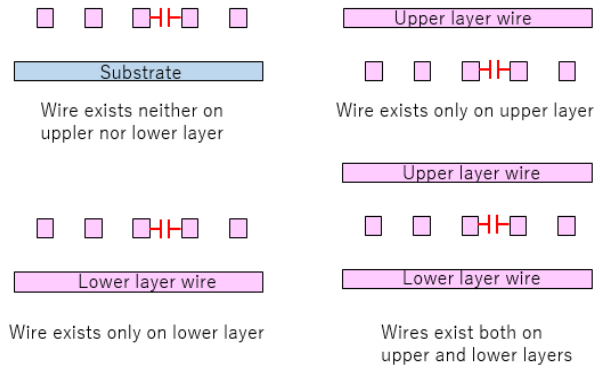 Substrate
Wire exists neither on
uppler nor lower layer
Upper layer wire
Wire exists only on upper layer
Lower layer wire
Wire exists only on lower layer
Upper layer wire
Lower layer wire
Wires exist both on
upper and lower layers